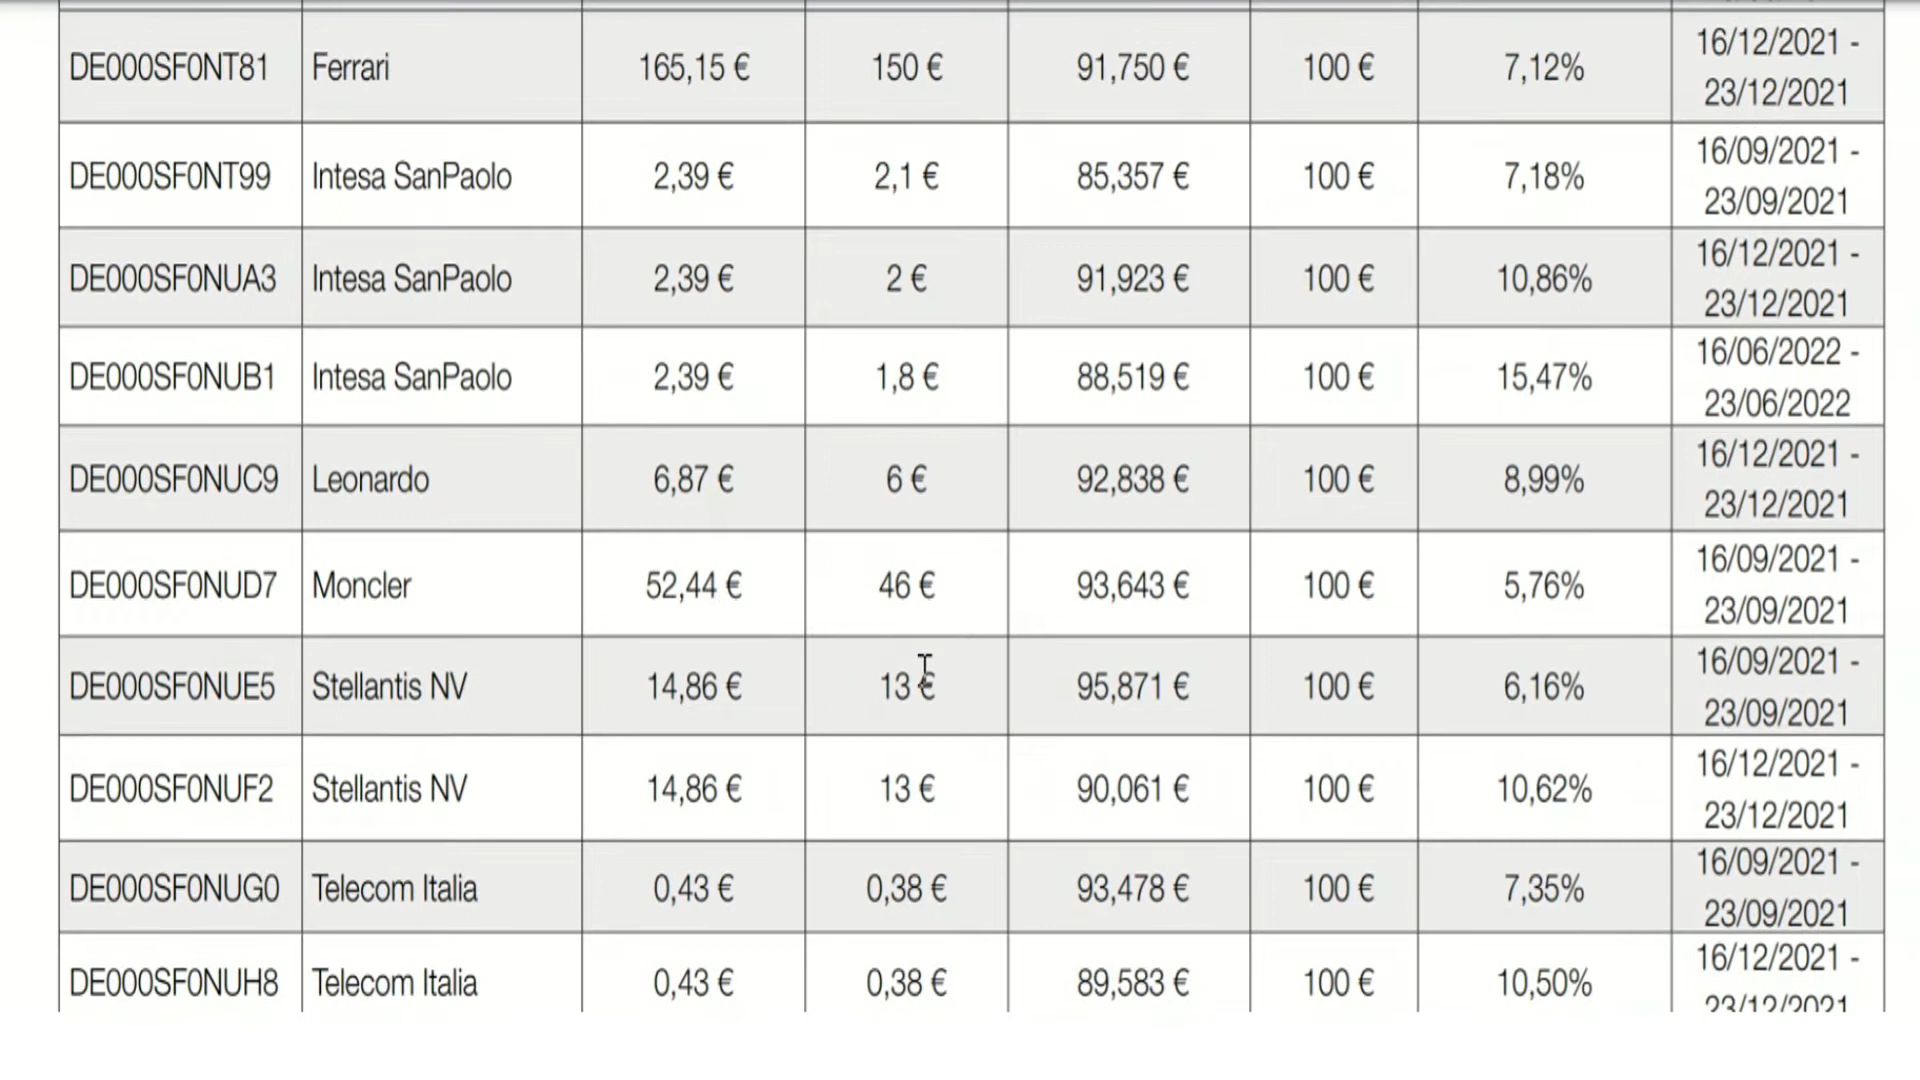 DE000SF0NT81 Ferrari 165,15 € 150 € 91,750 € 100 € 7,12% 16/12/2021 -
23/12/2021
DE000SF0NT99 Intesa SanPaolo 2,39 € 2,1 € 85,357 € 100 € 7,18% 16/09/2021 -
23/09/2021
DE000SF0NUA3 Intesa SanPaolo 2,39 € 2 € 91,923 € 100 € 10,86% 16/12/2021 -
23/12/2021
DE000SF0NUB1 Intesa SanPaolo 2,39 € 1,8 € 88,519 € 100 € 15,47% 16/06/2022 -
23/06/2022
DE000SF0NUC9 Leonardo 6,87 € 6 € 92,838 € 100 € 8,99% 16/12/2021 -
23/12/2021
DE000SF0NUD7 Moncler 52,44 € 46 € 93,643 € 100 € 5,76% 16/09/2021 -
23/09/2021
DE000SF0NUE5 Stellantis NV 14,86 € 13 € 95,871 € 100 € 6,16% 16/09/2021 -
23/09/2021
DE000SF0NUF2 Stellantis NV 14,86 € 13 € 90,061 € 100 € 10,62% 16/12/2021 -
23/12/2021
DE000SF0NUG0 Telecom Italia 0,43 € 0,38 € 93,478 € 100 € 7,35% 16/09/2021 -
23/09/2021
DE000SF0NUH8 Telecom Italia 0,43 € 0,38 € 89,583 € 100 € 10,50% 16/12/2021 -
23/12/2021